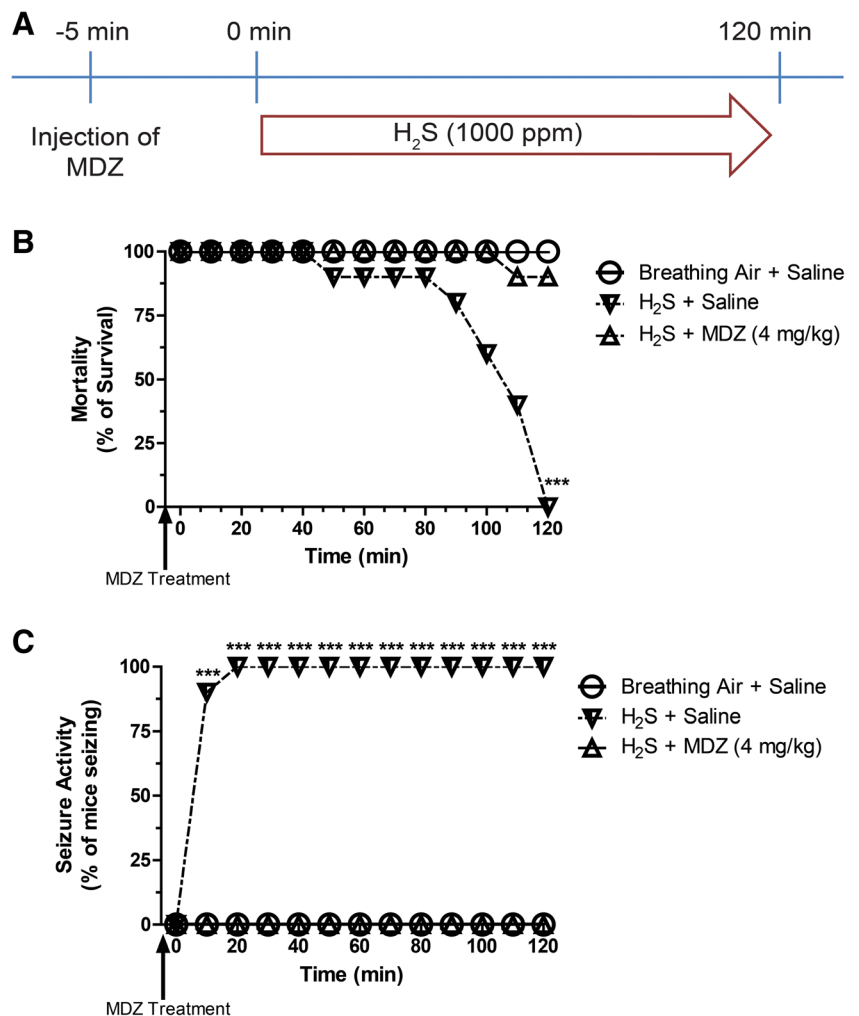 A
-5 min 0 min 120 min
Injection of
MDZ
H₂S (1000 ppm)
B
Mortality
(% of Survival)
100
75
50
25
0
***
0 20 40 60 80 100 120
Time (min)
MDZ Treatment
Breathing Air + Saline
H₂S + Saline
H₂S + MDZ (4 mg/kg)
C
Seizure Activity
(% of mice seizing)
*** *** *** *** *** *** *** *** *** *** ***
***
100
75
50
25
0
0 20 40 60 80 100 120
Time (min)
MDZ Treatment
Breathing Air + Saline
H₂S + Saline
H₂S + MDZ (4 mg/kg)